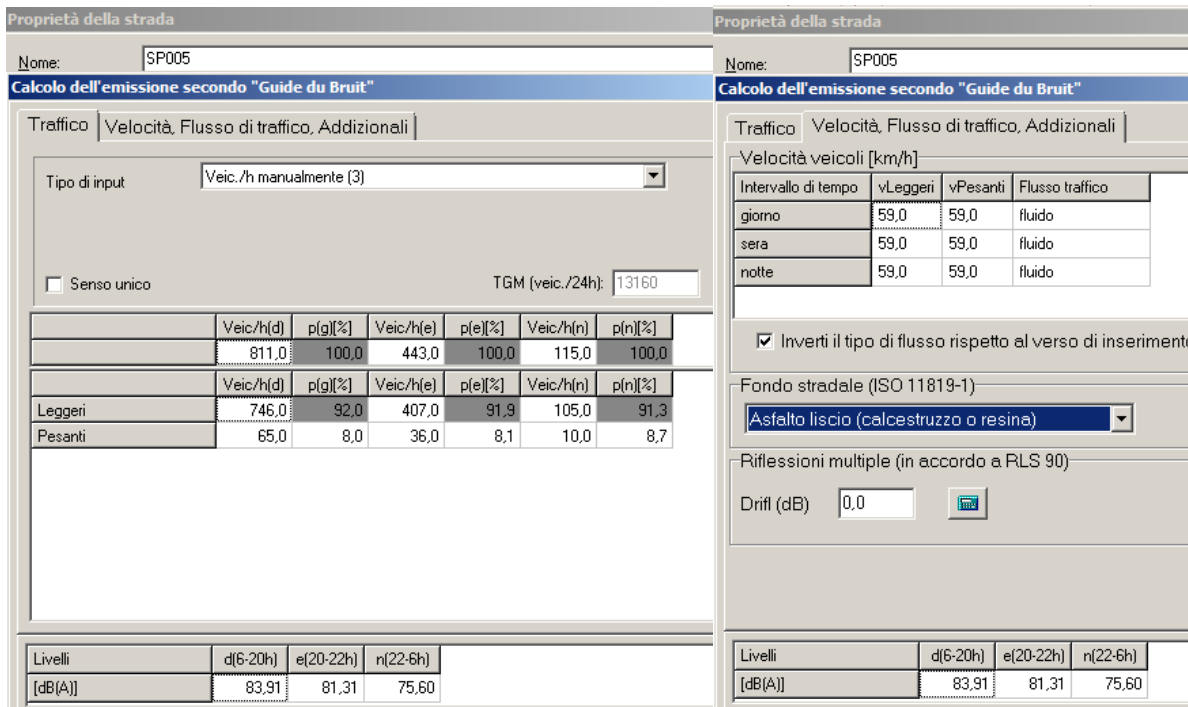 Proprietà della strada
Nome: SP005
Calcolo dell'emissione secondo "Guide du Bruit"
Traffico Velocità, Flusso di traffico, Addizionali
Tipo di input Veic./h manualmente (3)
Senso unico TGM (veic./24h): 13160
Veic/h(d) p(g)[%] Veic/h(e) p(e)[%] Veic/h(n) p(n)[%]
811,0 100,0 443,0 100,0 115,0 100,0
Veic/h(d) p(g)[%] Veic/h(e) p(e)[%] Veic/h(n) p(n)[%]
Leggeri 746,0 92,0 407,0 91,9 105,0 91,3
Pesanti 65,0 8,0 36,0 8,1 10,0 8,7
Livelli d(6-20h) e(20-22h) n(22-6h)
[dB(A)] 83,91 81,31 75,60
Proprietà della strada
Nome: SP005
Calcolo dell'emissione secondo "Guide du Bruit"
Traffico Velocità, Flusso di traffico, Addizionali
Velocità veicoli [km/h]
Intervallo di tempo vLeggeri vPesanti Flusso traffico
giorno 59,0 59,0 fluido
sera 59,0 59,0 fluido
notte 59,0 59,0 fluido
Inverti il tipo di flusso rispetto al verso di inserimento
Fondo stradale (ISO 11819-1)
Asfalto liscio (calcestruzzo o resina)
Riflessioni multiple (in accordo a RLS 90)
Drifl (dB) 0,0
Livelli d(6-20h) e(20-22h) n(22-6h)
[dB(A)] 83,91 81,31 75,60